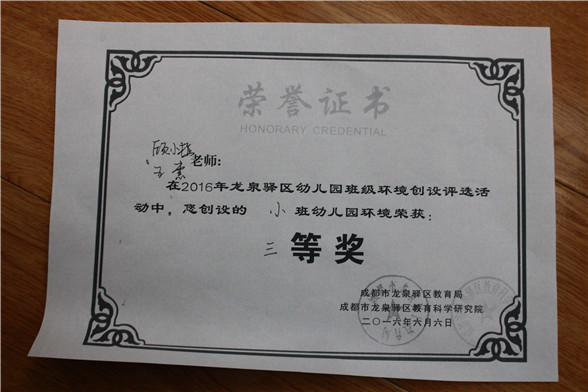 荣誉证书
HONORARY CREDENTIAL
顾小 老师:
王素
在2016年龙泉驿区幼儿园班级环境创设评选活
动中,您创设的 小 班幼儿园环境荣获:
三 等奖
成都市龙泉驿区教育局
成都市龙泉驿区教育科学研究院
二〇一六年六月六日